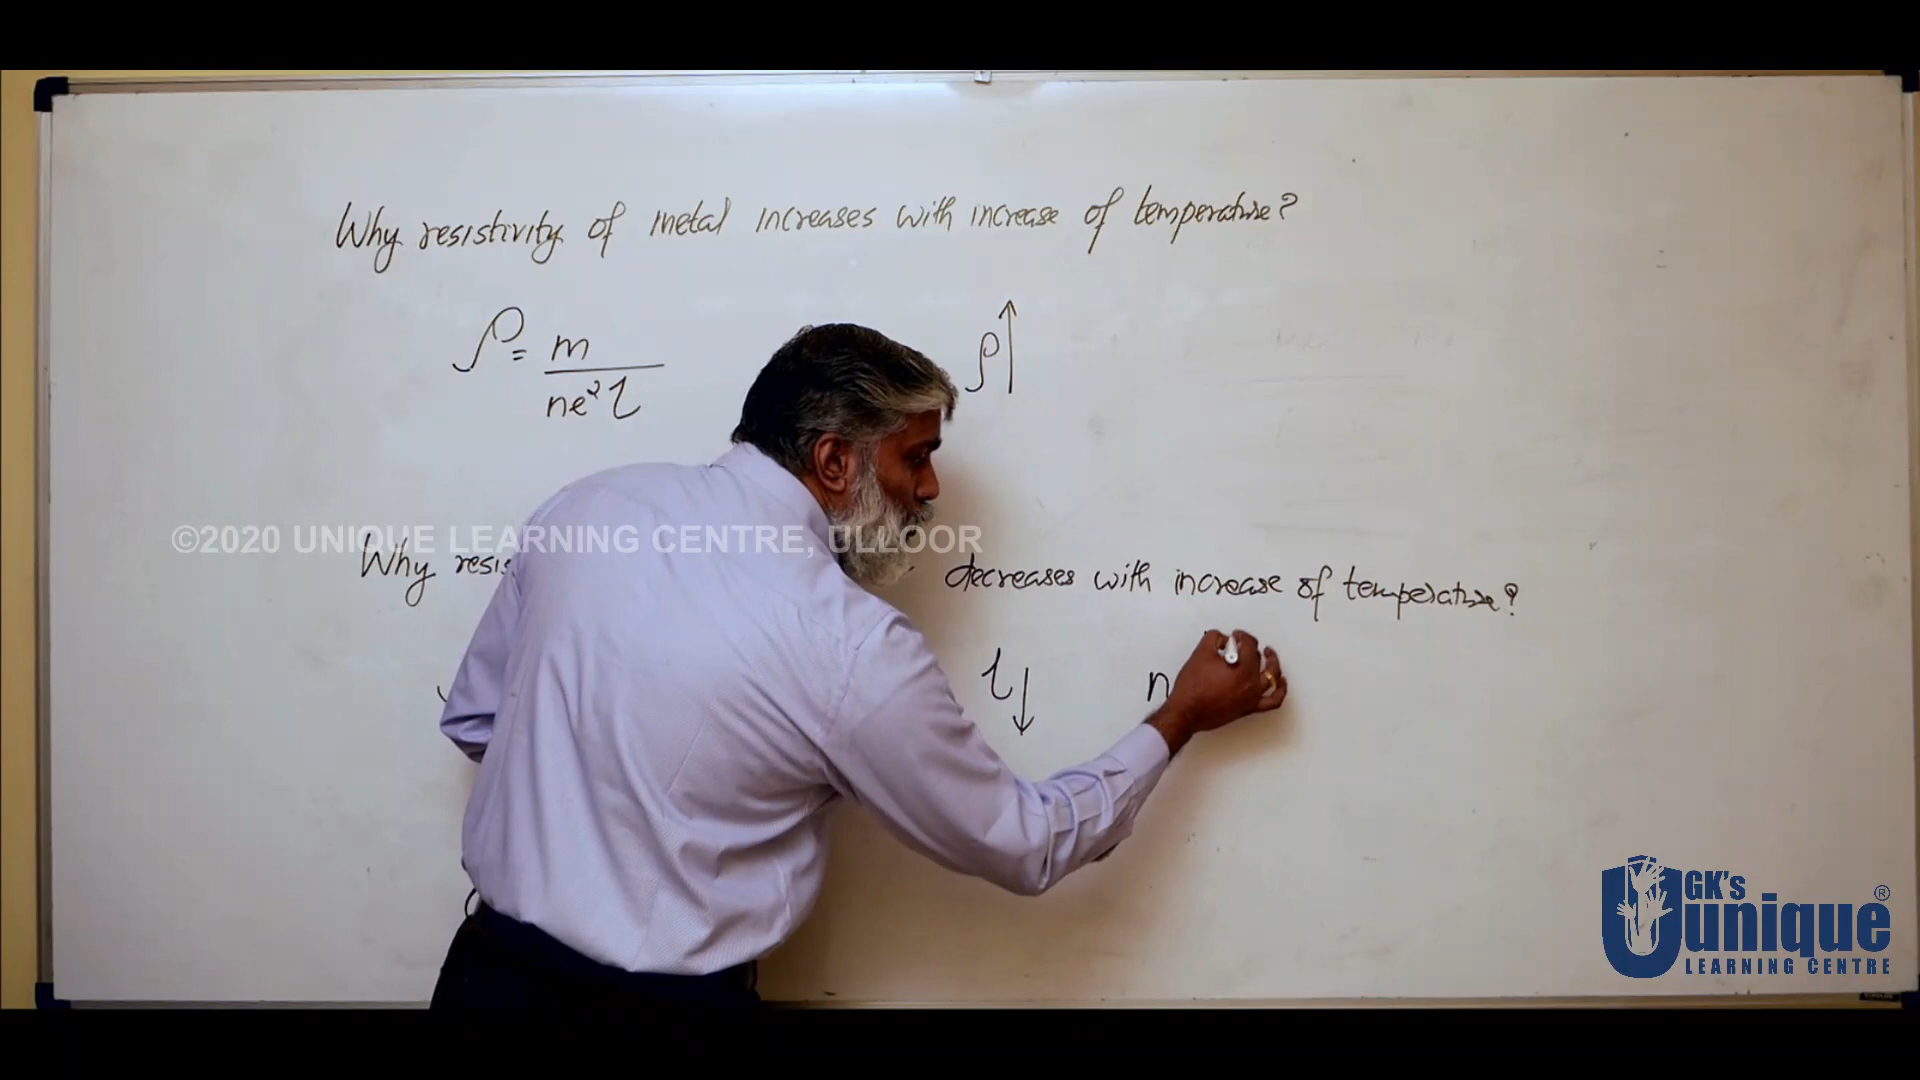 Why resistivity of metal increases with increase of temperature?
ρ = m
ne²τ
ρ↑
©2020 UNIQUE LEARNING CENTRE, ULLOOR
Why decreases with increase of temperature?
τ↓ n
GK's
unique®
LEARNING CENTRE